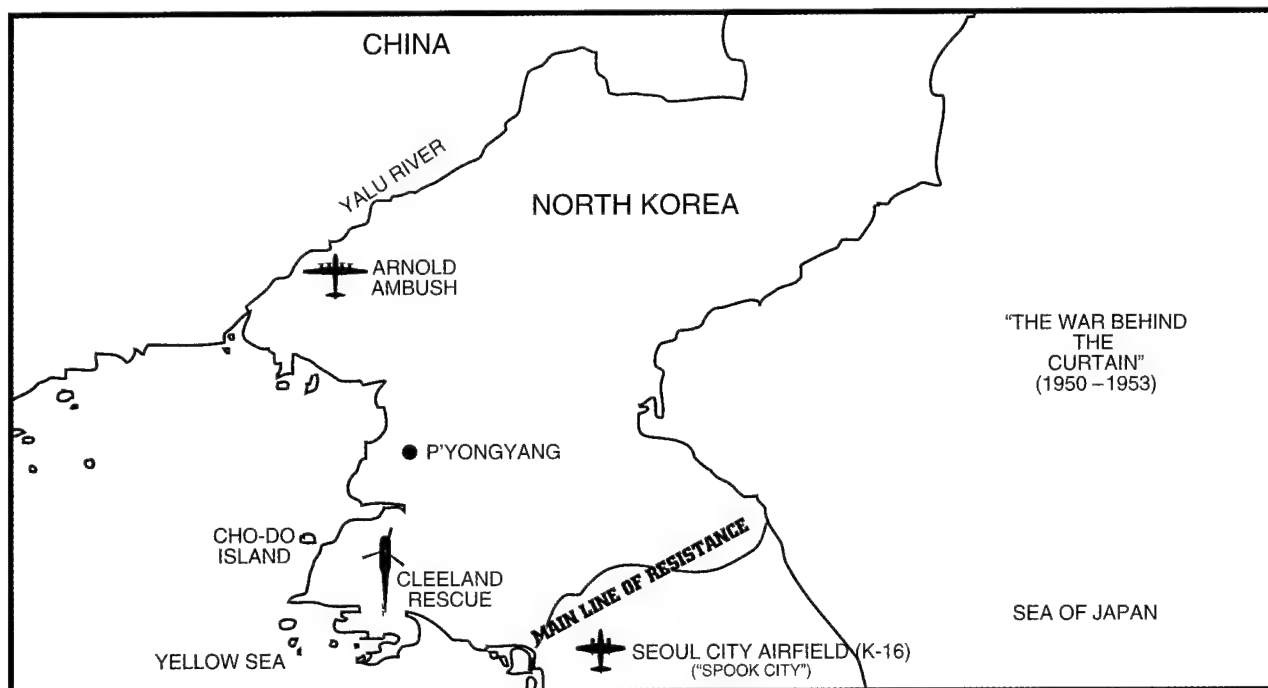 CHINA
YALU RIVER
NORTH KOREA
ARNOLD
AMBUSH
"THE WAR BEHIND
THE
CURTAIN"
(1950 – 1953)
P'YONGYANG
CHO-DO
ISLAND
CLEELAND
RESCUE
MAIN LINE OF RESISTANCE
SEA OF JAPAN
YELLOW SEA
SEOUL CITY AIRFIELD (K-16)
("SPOOK CITY")